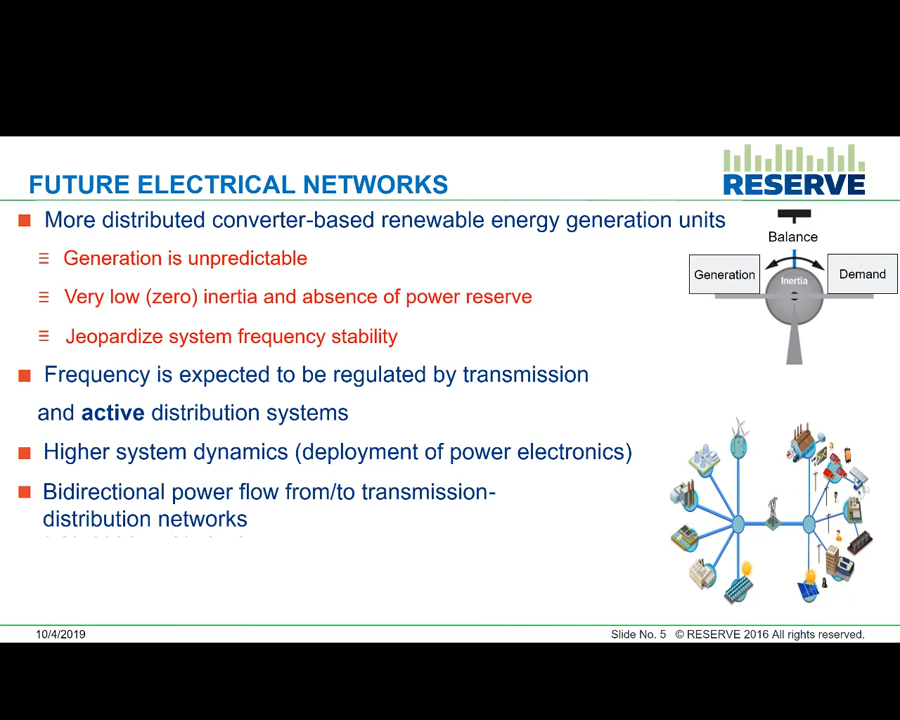 RESERVE
FUTURE ELECTRICAL NETWORKS
More distributed converter-based renewable energy generation units
Generation is unpredictable
Very low (zero) inertia and absence of power reserve
Jeopardize system frequency stability
Frequency is expected to be regulated by transmission
and active distribution systems
Higher system dynamics (deployment of power electronics)
Bidirectional power flow from/to transmission-
distribution networks
Balance
Generation
Inertia
Demand
10/4/2019
Slide No. 5 © RESERVE 2016 All rights reserved.